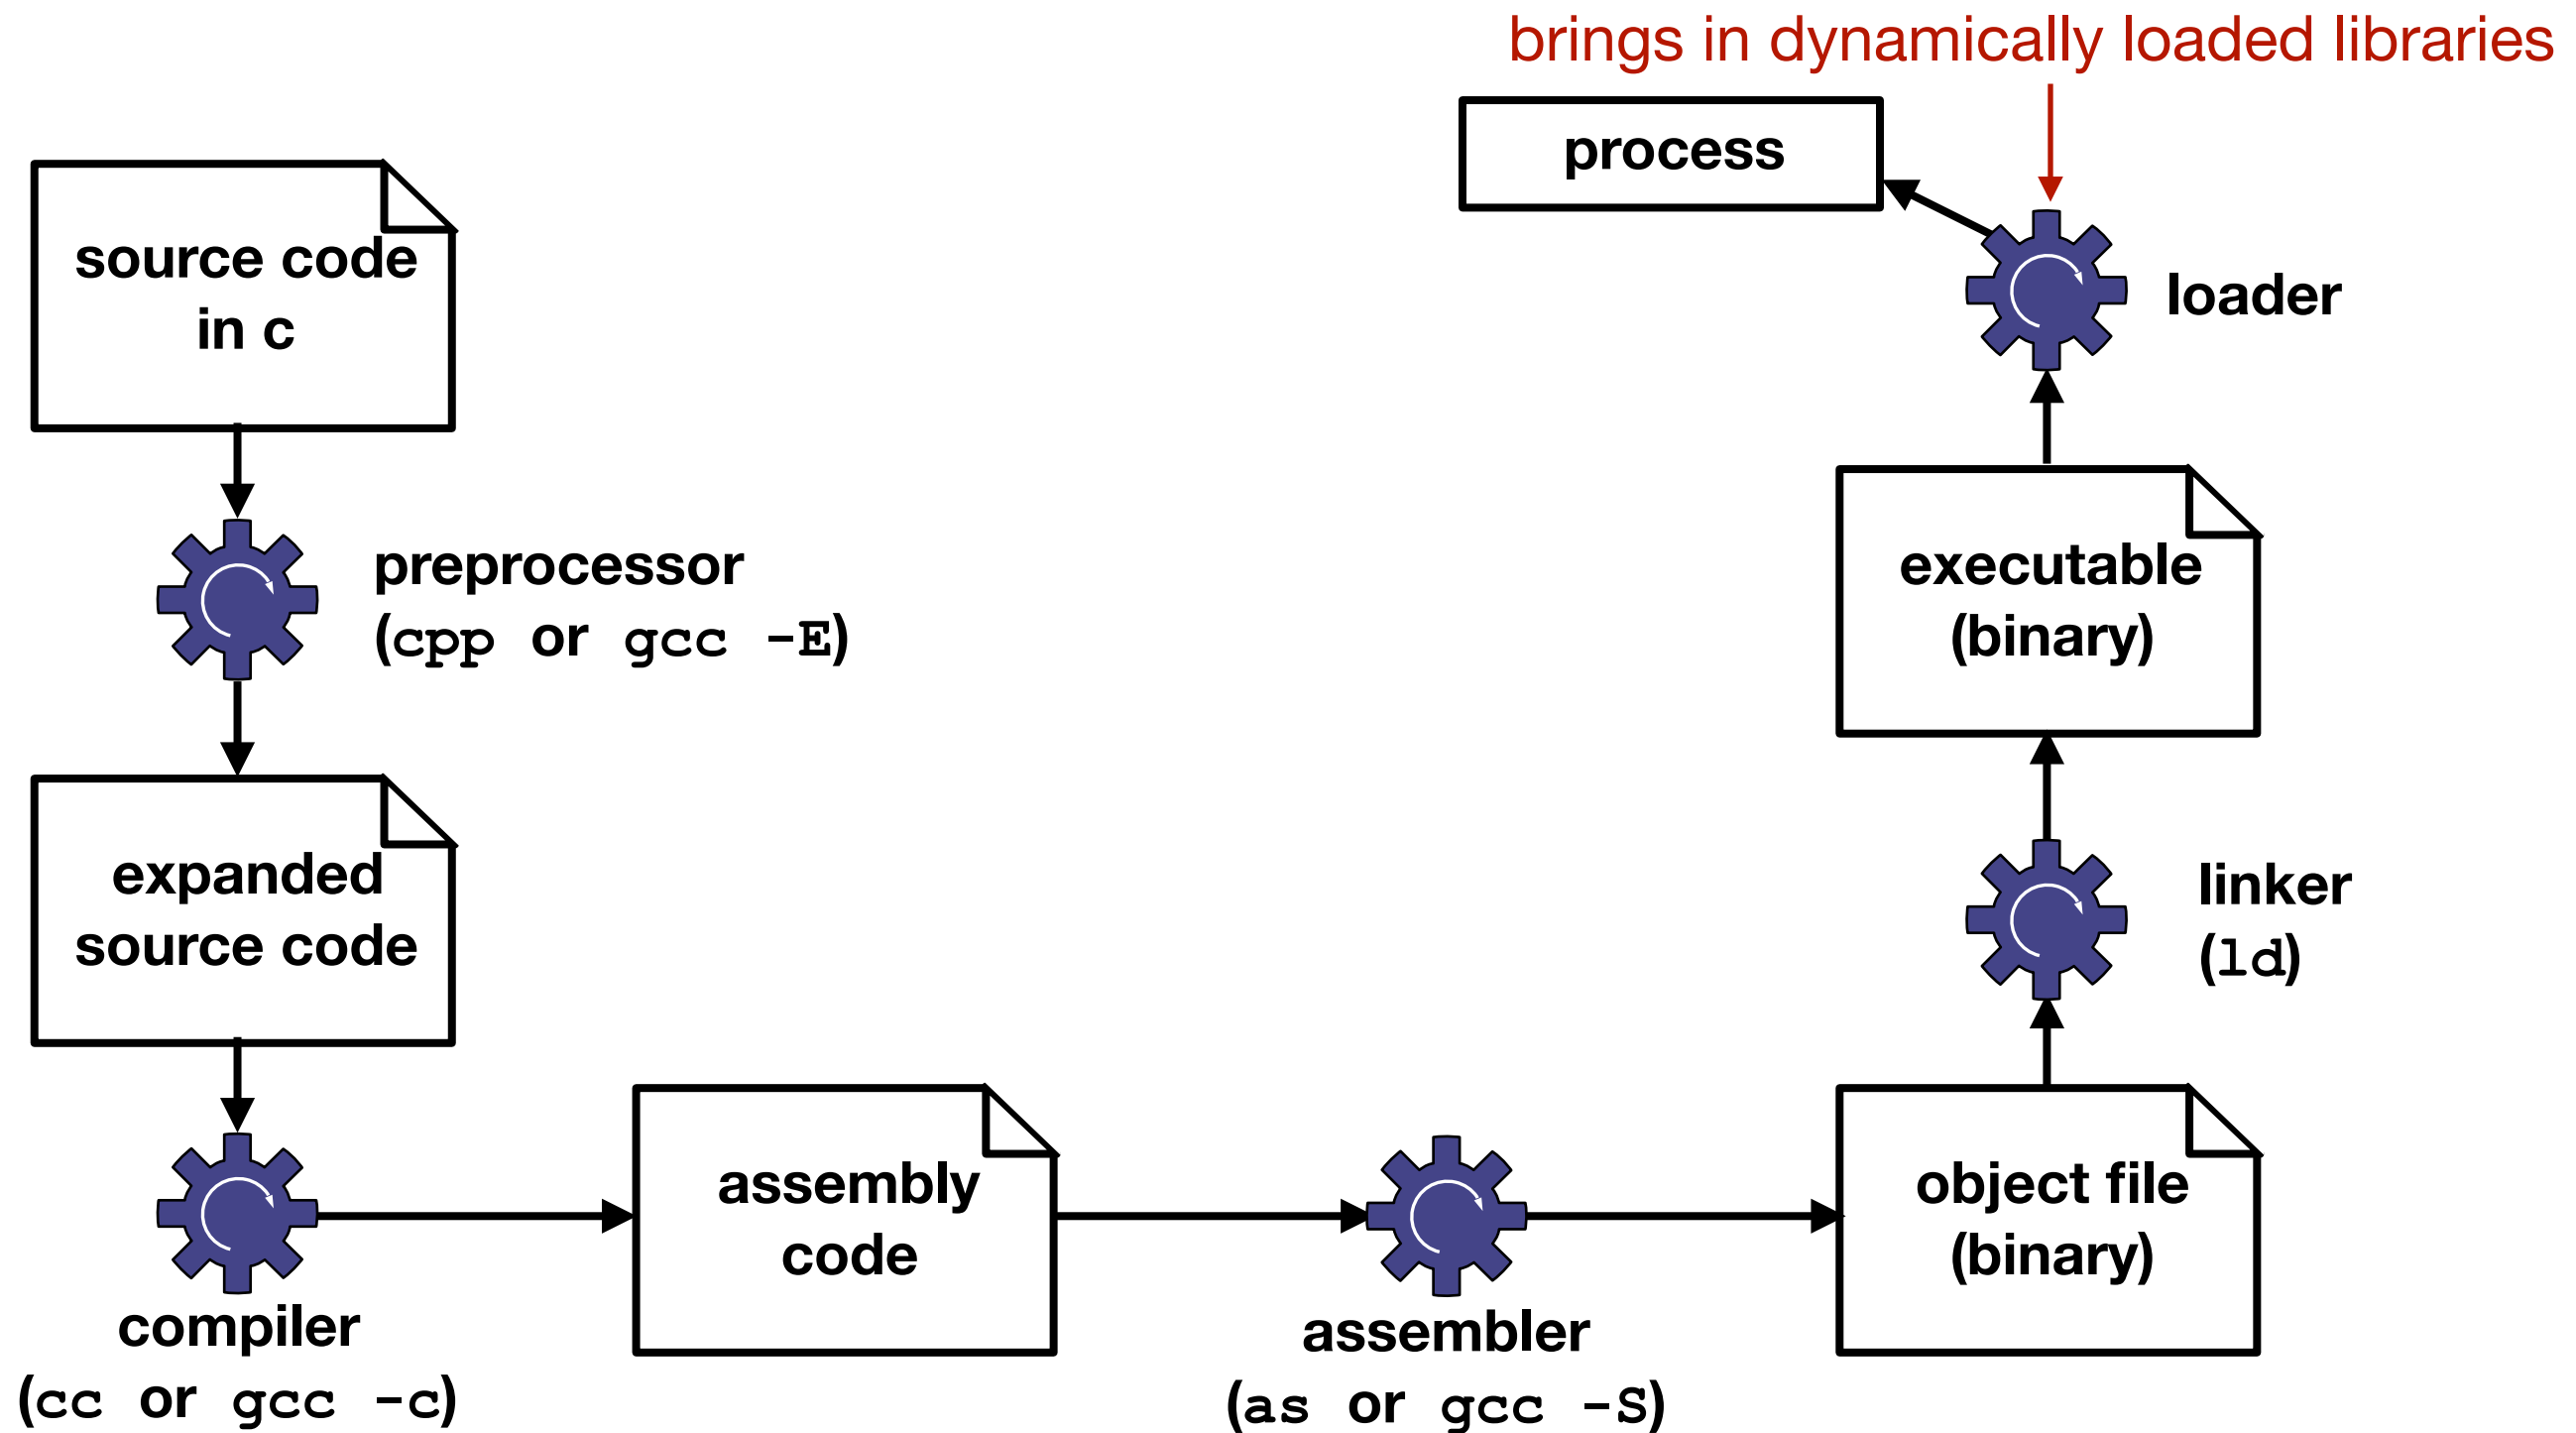 brings in dynamically loaded libraries
process
source code
in c
loader
preprocessor
(cpp or gcc -E)
executable
(binary)
expanded
source code
linker
(ld)
assembly
code
object file
(binary)
compiler
(cc or gcc -c)
assembler
(as or gcc -S)